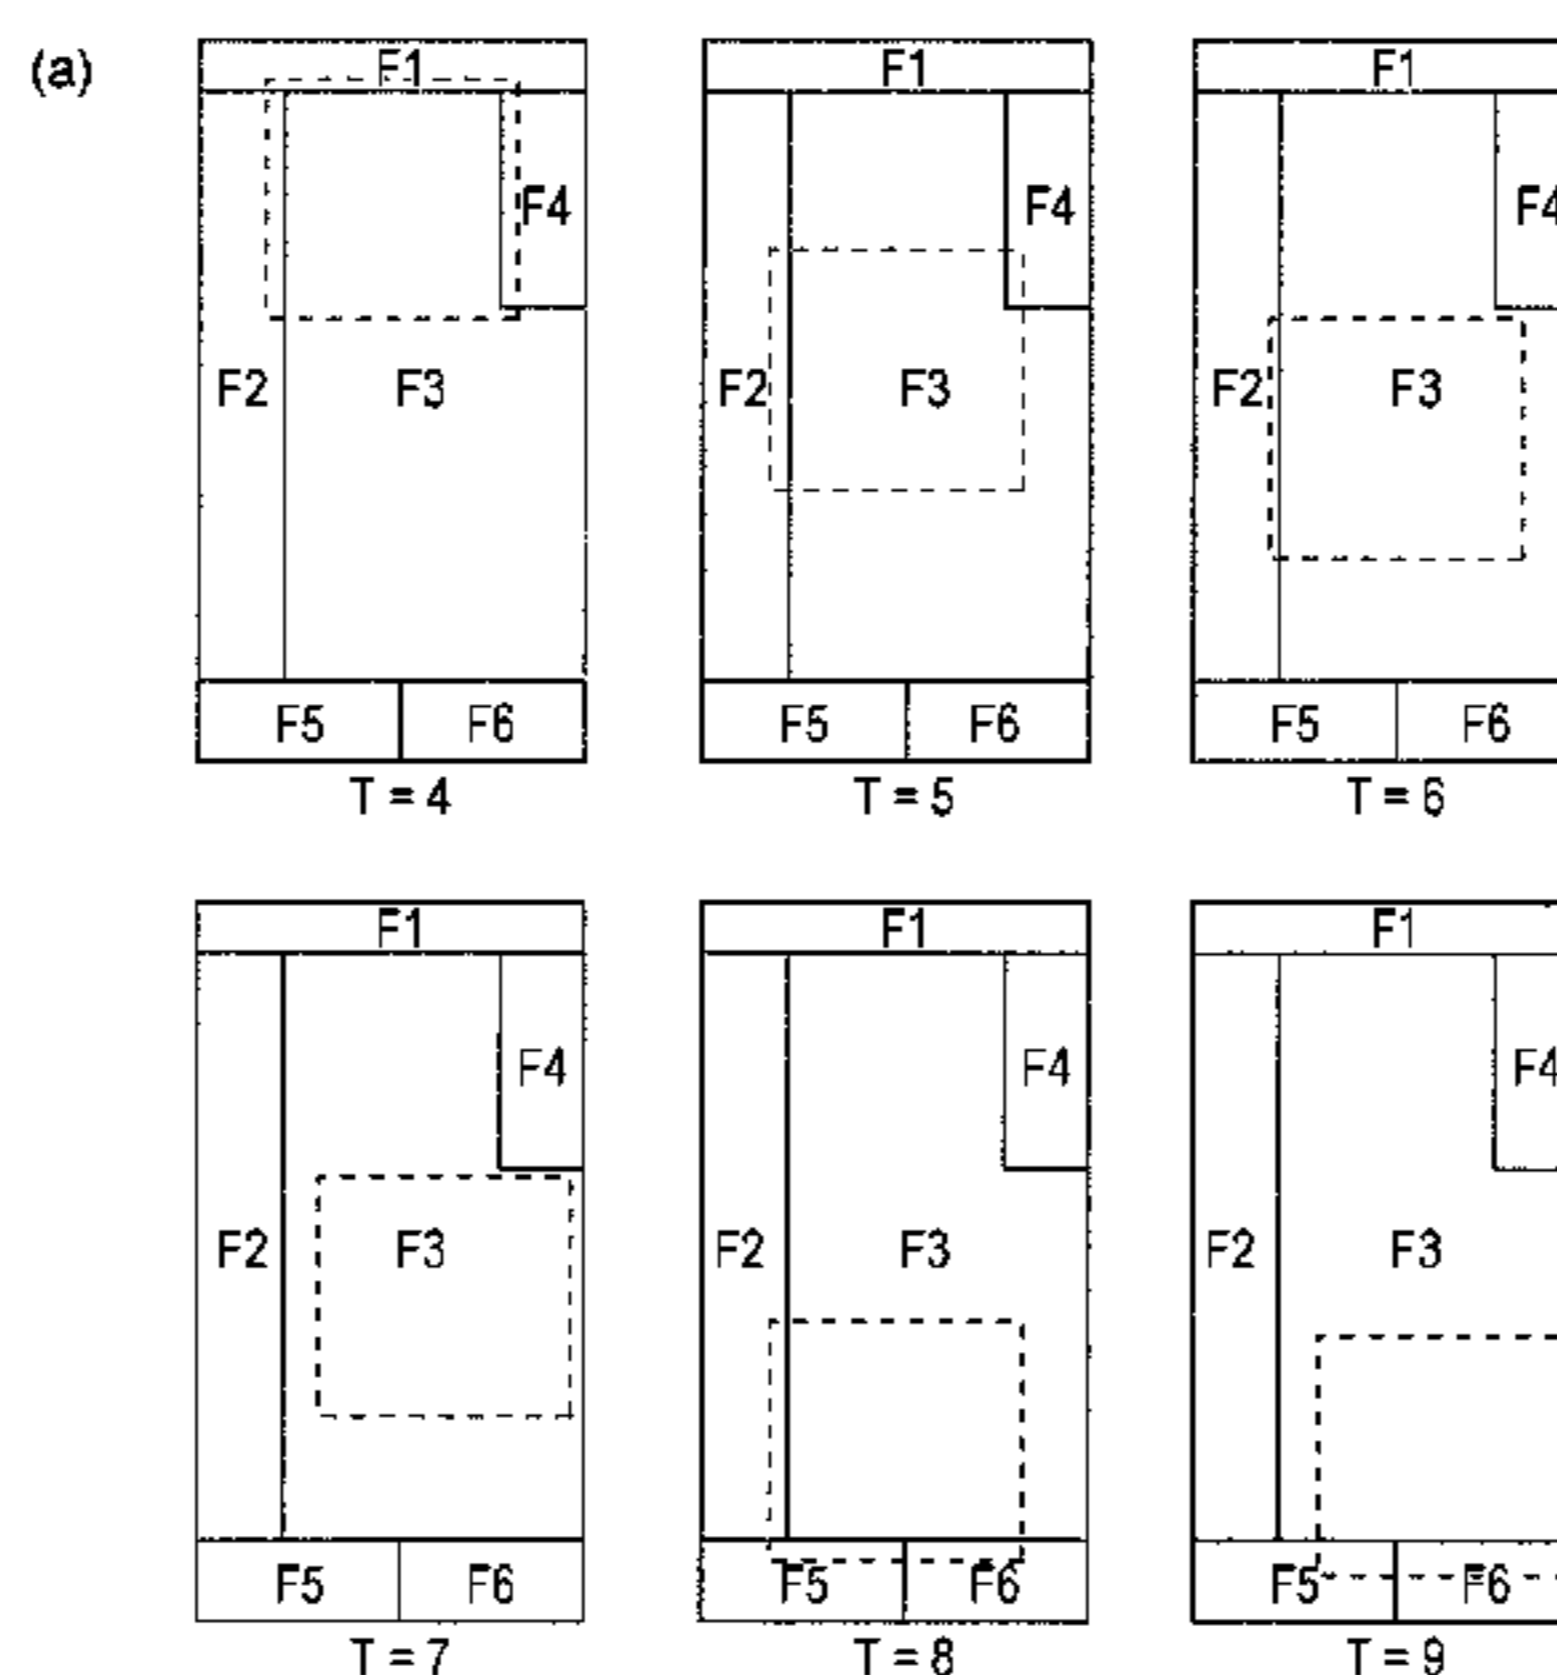 (a)
F1 F1 F1
F4 F4 F4
F2 F3 F2 F3 F2 F3
F5 F6 F5 F6 F5 F6
T = 4 T = 5 T = 6
F1 F1 F1
F4 F4 F4
F2 F3 F2 F3 F2 F3
F5 F6 F5 F6 F5 F6
T = 7 T = 8 T = 9